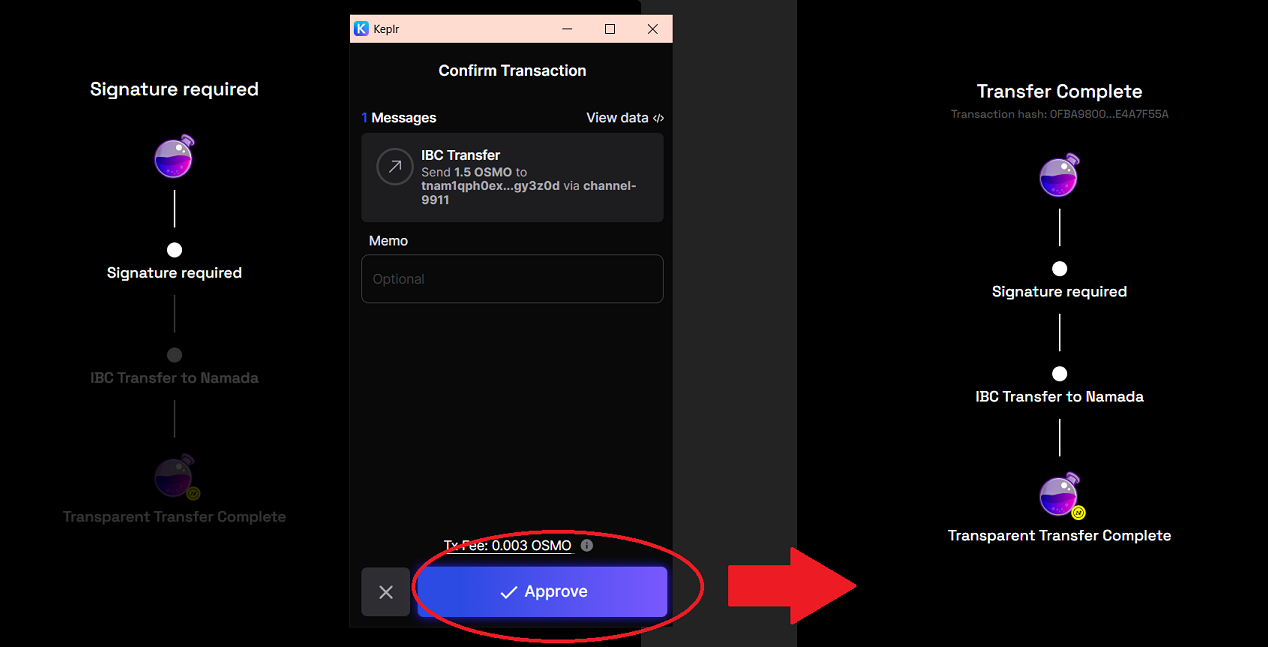 Signature required
Signature required
IBC Transfer to Namada
Transparent Transfer Complete
Keplr
Confirm Transaction
1 Messages
View data </>
IBC Transfer
Send 1.5 OSMO to
tnam1qph0ex...gy3z0d via channel-
9911
Memo
Optional
Tx Fee: 0.003 OSMO
Approve
Transfer Complete
Transaction hash: 0FBA9800...E4A7F55A
Signature required
IBC Transfer to Namada
Transparent Transfer Complete